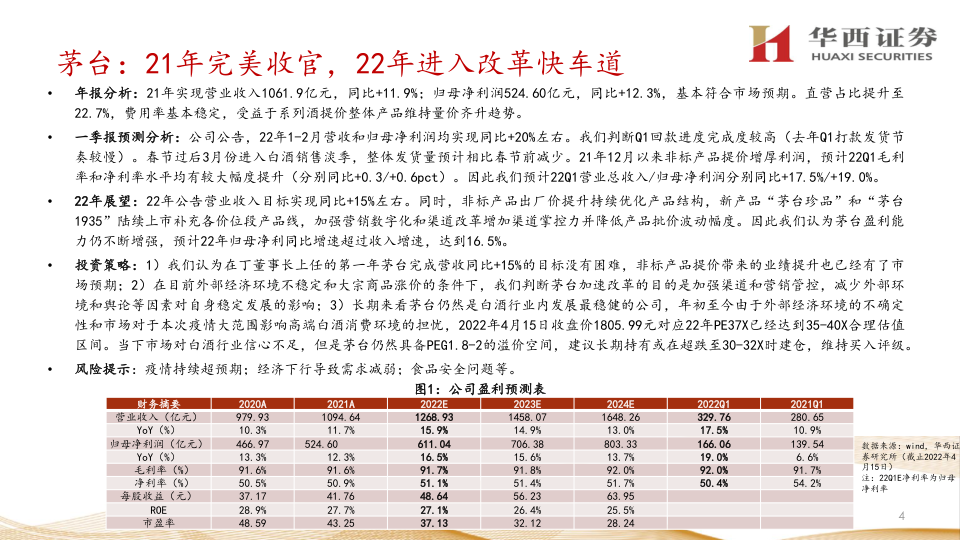 华西证券
HUAXI SECURITIES
茅台：21年完美收官，22年进入改革快车道
• 年报分析：21年实现营业收入1061.9亿元，同比+11.9%；归母净利润524.60亿元，同比+12.3%，基本符合市场预期。直营占比提升至
22.7%，费用率基本稳定，受益于系列酒提价整体产品维持量价齐升趋势。
• 一季报预测分析：公司公告，22年1-2月营收和归母净利润均实现同比+20%左右。我们判断Q1回款进度完成度较高（去年Q1打款发货节
奏较慢）。春节过后3月份进入白酒销售淡季，整体发货量预计相比春节前减少。21年12月以来非标产品提价增厚利润，预计22Q1毛利
率和净利率水平均有较大幅度提升（分别同比+0.3/+0.6pct）。因此我们预计22Q1营业总收入/归母净利润分别同比+17.5%/+19.0%。
• 22年展望：22年公告营业收入目标实现同比+15%左右。同时，非标产品出厂价提升持续优化产品结构，新产品“茅台珍品”和“茅台
1935”陆续上市补充各价位段产品线，加强营销数字化和渠道改革增加渠道掌控力并降低产品批价波动幅度。因此我们认为茅台盈利能
力仍不断增强，预计22年归母净利同比增速超过收入增速，达到16.5%。
• 投资策略：1）我们认为在丁董事长上任的第一年茅台完成营收同比+15%的目标没有困难，非标产品提价带来的业绩提升也已经有了市
场预期；2）在目前外部经济环境不稳定和大宗商品涨价的条件下，我们判断茅台加速改革的目的是加强渠道和营销管控，减少外部环
境和舆论等因素对自身稳定发展的影响；3）长期来看茅台仍然是白酒行业内发展最稳健的公司，年初至今由于外部经济环境的不确定
性和市场对于本次疫情大范围影响高端白酒消费环境的担忧，2022年4月15日收盘价1805.99元对应22年PE37X已经达到35-40X合理估值
区间。当下市场对白酒行业信心不足，但是茅台仍然具备PEG1.8-2的溢价空间，建议长期持有或在超跌至30-32X时建仓，维持买入评级。
• 风险提示：疫情持续超预期；经济下行导致需求减弱；食品安全问题等。
图1：公司盈利预测表
财务摘要 2020A 2021A 2022E 2023E 2024E 2022Q1 2021Q1
营业收入（亿元） 979.93 1094.64 1268.93 1458.07 1648.26 329.76 280.65
YoY（%） 10.3% 11.7% 15.9% 14.9% 13.0% 17.5% 10.9%
归母净利润（亿元） 466.97 524.60 611.04 706.38 803.33 166.06 139.54
YoY（%） 13.3% 12.3% 16.5% 15.6% 13.7% 19.0% 6.6%
毛利率（%） 91.6% 91.6% 91.7% 91.8% 92.0% 92.0% 91.7%
净利率（%） 50.5% 50.9% 51.1% 51.4% 51.7% 50.4% 54.2%
每股收益（元） 37.17 41.76 48.64 56.23 63.95
ROE 28.9% 27.7% 27.1% 26.4% 25.5%
市盈率 48.59 43.25 37.13 32.12 28.24
数据来源：wind，华西证
券研究所（截止2022年4
月15日）
注：22Q1E净利率为归母
净利率
4